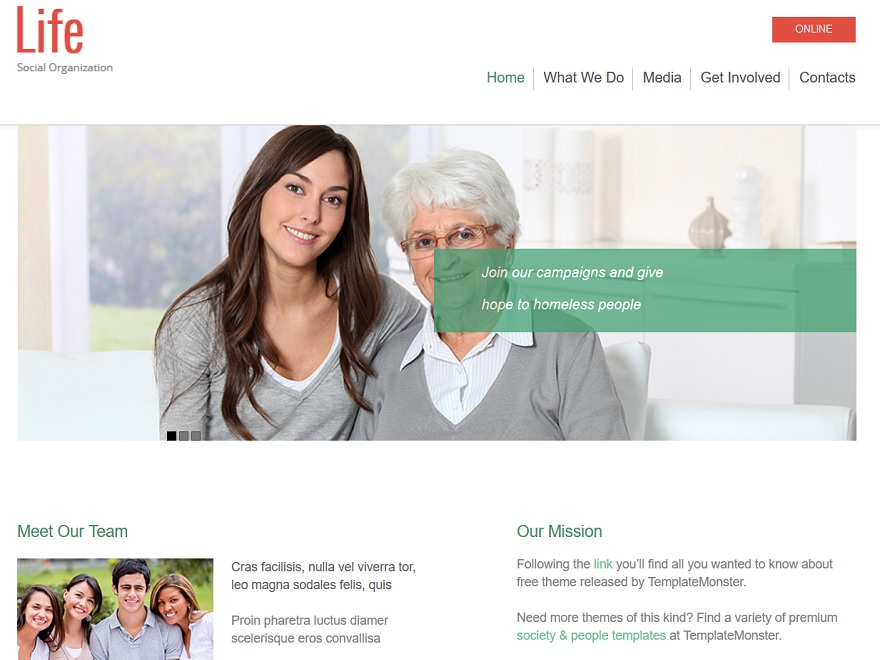 Life
Social Organization
ONLINE
Home
What We Do
Media
Get Involved
Contacts
Join our campaigns and give
hope to homeless people
Meet Our Team
Cras facilisis, nulla vel viverra tor,
leo magna sodales felis, quis
Proin pharetra luctus diamer
scelerisque eros convallisa
Our Mission
Following the link you’ll find all you wanted to know about
free theme released by TemplateMonster.
Need more themes of this kind? Find a variety of premium
society & people templates at TemplateMonster.